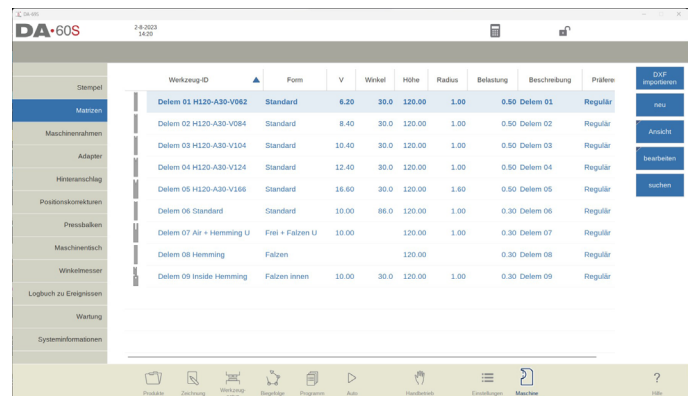 DA-60S
DA-60S
2-8-2023
14:20
Stempel
Matrizen
Maschinenrahmen
Adapter
Hinteranschlag
Positionskorrekturen
Pressbalken
Maschinentisch
Winkelmesser
Logbuch zu Ereignissen
Wartung
Systeminformationen
Werkzeug-ID Form V Winkel Höhe Radius Belastung Beschreibung Präfere
Delem 01 H120-A30-V062 Standard 6.20 30.0 120.00 1.00 0.50 Delem 01 Regulär
Delem 02 H120-A30-V084 Standard 8.40 30.0 120.00 1.00 0.50 Delem 02 Regulär
Delem 03 H120-A30-V104 Standard 10.40 30.0 120.00 1.00 0.50 Delem 03 Regulär
Delem 04 H120-A30-V124 Standard 12.40 30.0 120.00 1.00 0.50 Delem 04 Regulär
Delem 05 H120-A30-V166 Standard 16.60 30.0 120.00 1.60 0.50 Delem 05 Regulär
Delem 06 Standard Standard 10.00 86.0 120.00 1.00 0.30 Delem 06 Regulär
Delem 07 Air + Hemming U Frei + Falzen U 10.00 120.00 1.00 0.30 Delem 07 Regulär
Delem 08 Hemming Falzen 120.00 0.30 Delem 08 Regulär
Delem 09 Inside Hemming Falzen innen 10.00 30.0 120.00 1.00 0.30 Delem 09 Regulär
DXF
importieren
neu
Ansicht
bearbeiten
suchen
Produkte Zeichnung Werkzeug- Biegefolge Programm Auto Handbetrieb Einstellungen Maschine ? Hilfe